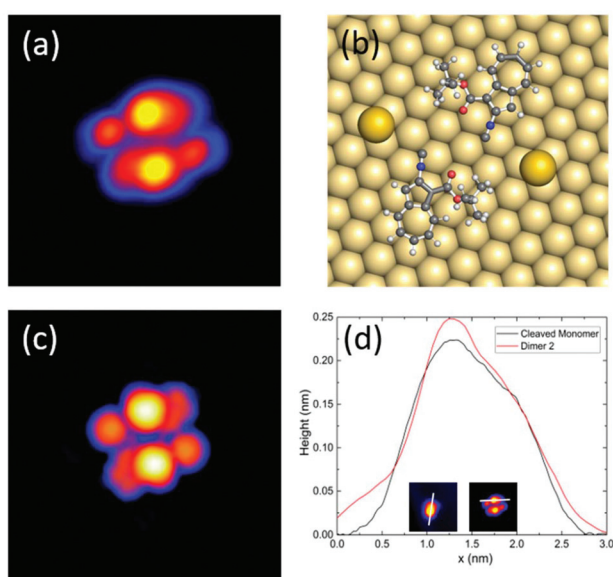 (a)
(b)
(c)
(d)
Cleaved Monomer
Dimer 2
Height (nm)
0.25
0.20
0.15
0.10
0.05
0.00
0.0 0.5 1.0 1.5 2.0 2.5 3.0
x (nm)